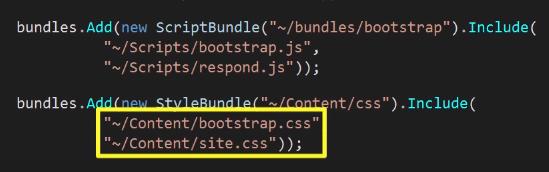 bundles.Add(new ScriptBundle("~/bundles/bootstrap").Include(
"~/Scripts/bootstrap.js",
"~/Scripts/respond.js"));
bundles.Add(new StyleBundle("~/Content/css").Include(
"~/Content/bootstrap.css"
"~/Content/site.css"));